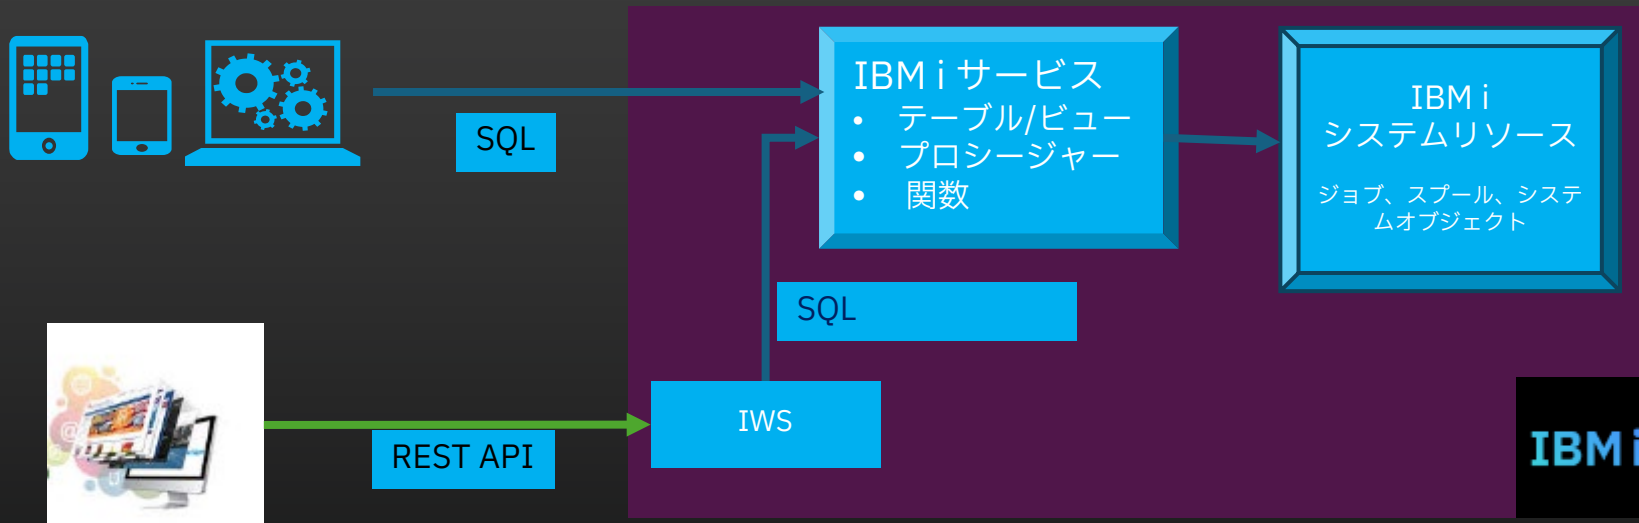 SQL
IBM i サービス
• テーブル/ビュー
• プロシージャー
• 関数
IBM i
システムリソース
ジョブ、スプール、システ
ムオブジェクト
SQL
IWS
REST API
IBM i